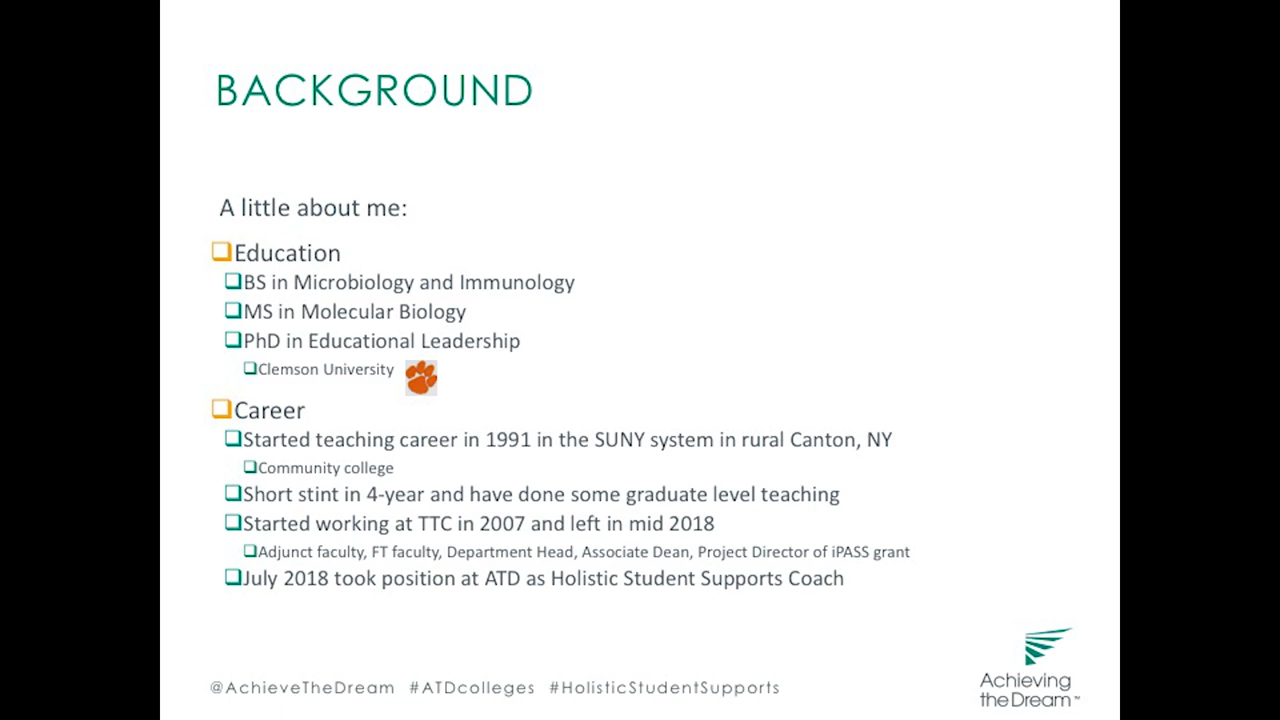 BACKGROUND
A little about me:
Education
BS in Microbiology and Immunology
MS in Molecular Biology
PhD in Educational Leadership
Clemson University
Career
Started teaching career in 1991 in the SUNY system in rural Canton, NY
Community college
Short stint in 4-year and have done some graduate level teaching
Started working at TTC in 2007 and left in mid 2018
Adjunct faculty, FT faculty, Department Head, Associate Dean, Project Director of iPASS grant
July 2018 took position at ATD as Holistic Student Supports Coach
@AchieveTheDream #ATDcolleges #HolisticStudentSupports
Achieving
the Dream™